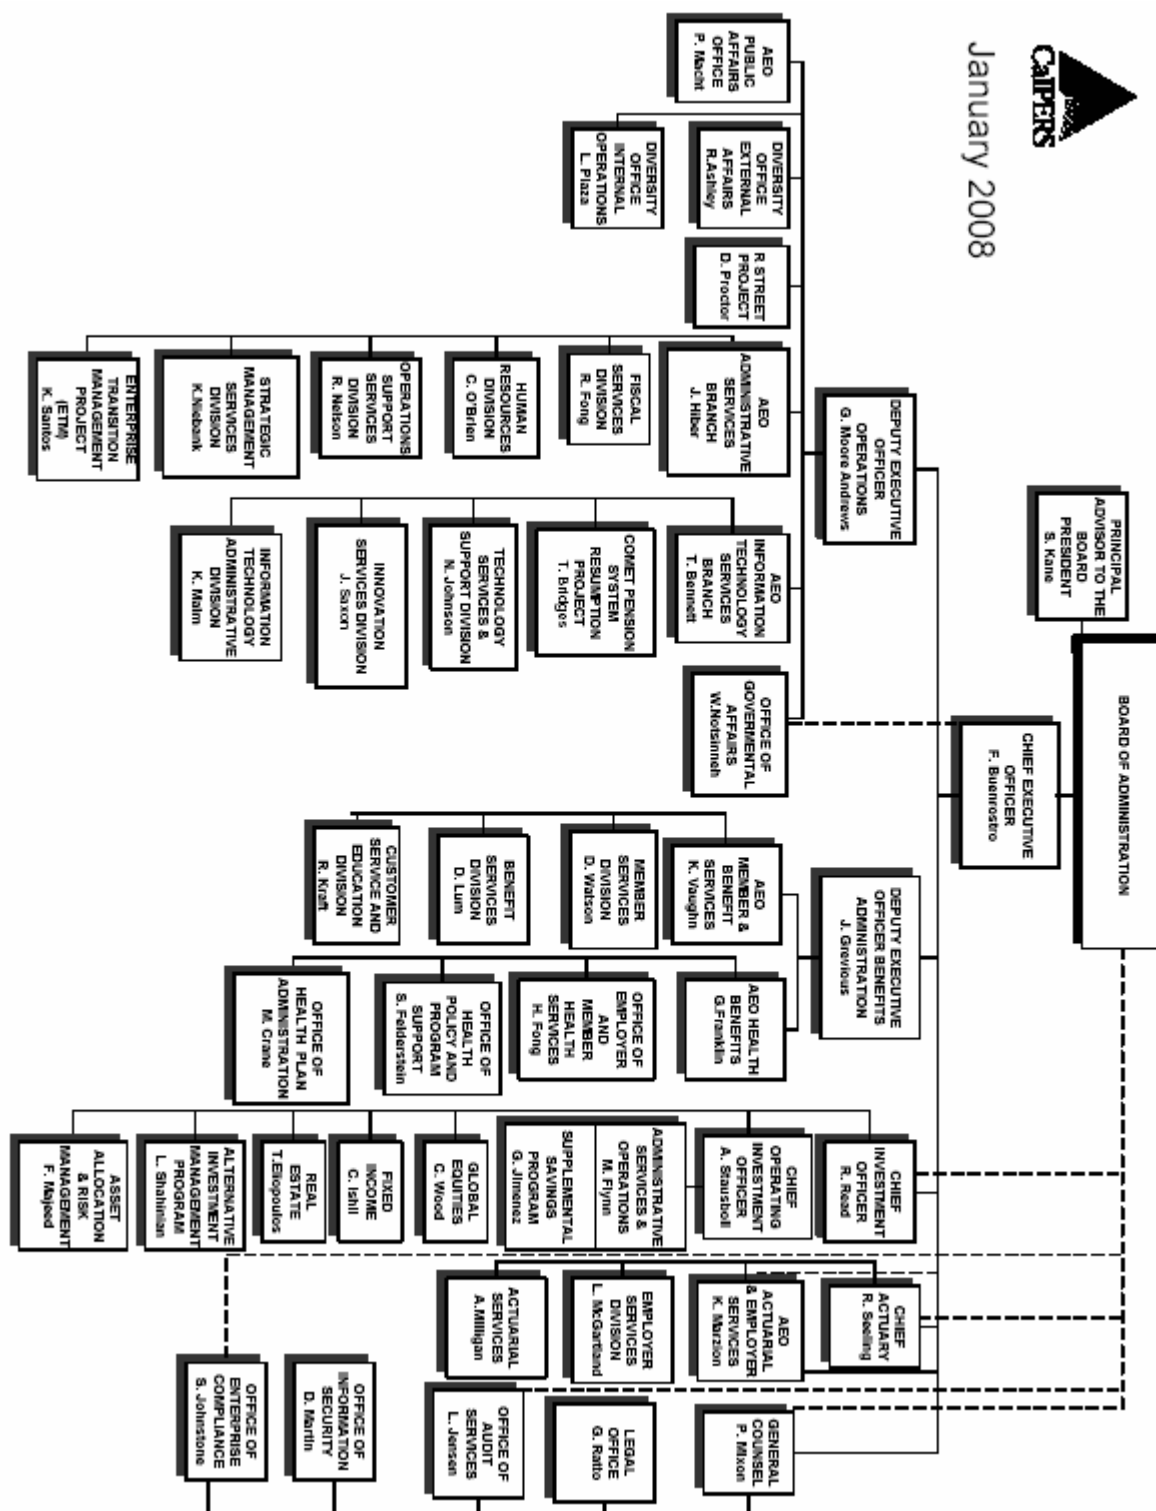 CalPERS
January 2008
BOARD OF ADMINISTRATION
PRINCIPAL
ADVISOR TO THE
BOARD
PRESIDENT
S. Kane
CHIEF EXECUTIVE
OFFICER
F. Buenrostro
DEPUTY EXECUTIVE
OFFICER
OPERATIONS
G. Moore Andrews
DEPUTY EXECUTIVE
OFFICER BENEFITS
ADMINISTRATION
J. Grevious
CHIEF
INVESTMENT
OFFICER
R. Read
CHIEF
ACTUARY
R. Seeling
GENERAL
COUNSEL
P. Mixon
AEO
PUBLIC
AFFAIRS
OFFICE
P. Macht
DIVERSITY
OFFICE
EXTERNAL
AFFAIRS
R.Ashley
R STREET
PROJECT
D. Proctor
AEO
ADMINISTRATIVE
SERVICES
BRANCH
J. Hiber
AEO
INFORMATION
TECHNOLOGY
SERVICES
BRANCH
T. Bennett
OFFICE OF
GOVERMENTAL
AFFAIRS
W.Notsinneh
AEO
MEMBER &
BENEFIT
SERVICES
K. Vaughn
AEO HEALTH
BENEFITS
G.Franklin
CHIEF
OPERATING
INVESTMENT
OFFICER
A. Stausboll
AEO
ACTUARIAL
& EMPLOYER
SERVICES
K. Marzion
DIVERSITY
OFFICE
INTERNAL
OPERATIONS
L. Plaza
FISCAL
SERVICES
DIVISION
R. Fong
COMET PENSION
SYSTEM
RESUMPTION
PROJECT
T. Bridges
MEMBER
SERVICES
DIVISION
D. Watson
OFFICE OF
EMPLOYER
AND
MEMBER
HEALTH
SERVICES
H. Fong
ADMINISTRATIVE
SERVICES &
OPERATIONS
M. Flynn
SUPPLEMENTAL
SAVINGS
PROGRAM
G. Jimenez
EMPLOYER
SERVICES
DIVISION
L. McGartland
LEGAL
OFFICE
G. Ratto
HUMAN
RESOURCES
DIVISION
C. O'Brien
TECHNOLOGY
SERVICES &
SUPPORT DIVISION
N. Johnson
BENEFIT
SERVICES
DIVISION
D. Lum
OFFICE OF
HEALTH
POLICY AND
PROGRAM
SUPPORT
S. Felderstein
GLOBAL
EQUITIES
C. Wood
ACTUARIAL
SERVICES
A.Milligan
OFFICE OF
AUDIT
SERVICES
L. Jensen
OPERATIONS
SUPPORT
SERVICES
DIVISION
R. Nelson
INNOVATION
SERVICES DIVISION
J. Saxon
CUSTOMER
SERVICE AND
EDUCATION
DIVISION
R. Kraft
OFFICE OF
HEALTH PLAN
ADMINISTRATION
M. Crane
FIXED
INCOME
C. Ishii
OFFICE OF
INFORMATION
SECURITY
D. Martin
STRATEGIC
MANAGEMENT
SERVICES
DIVISION
K.Niebank
INFORMATION
TECHNOLOGY
ADMINISTRATIVE
DIVISION
K. Malm
REAL
ESTATE
T.Eliopoulos
OFFICE OF
ENTERPRISE
COMPLIANCE
S. Johnstone
ENTERPRISE
TRANSITION
MANAGEMENT
PROJECT
(ETM)
K. Santos
ALTERNATIVE
INVESTMENT
MANAGEMENT
PROGRAM
L. Shahinian
ASSET
ALLOCATION
& RISK
MANAGEMENT
F. Majeed